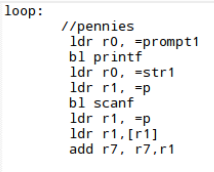 loop:
//pennies
ldr r0, =prompt1
bl printf
ldr r0, =str1
ldr r1, =p
bl scanf
ldr r1, =p
ldr r1,[r1]
add r7, r7,r1